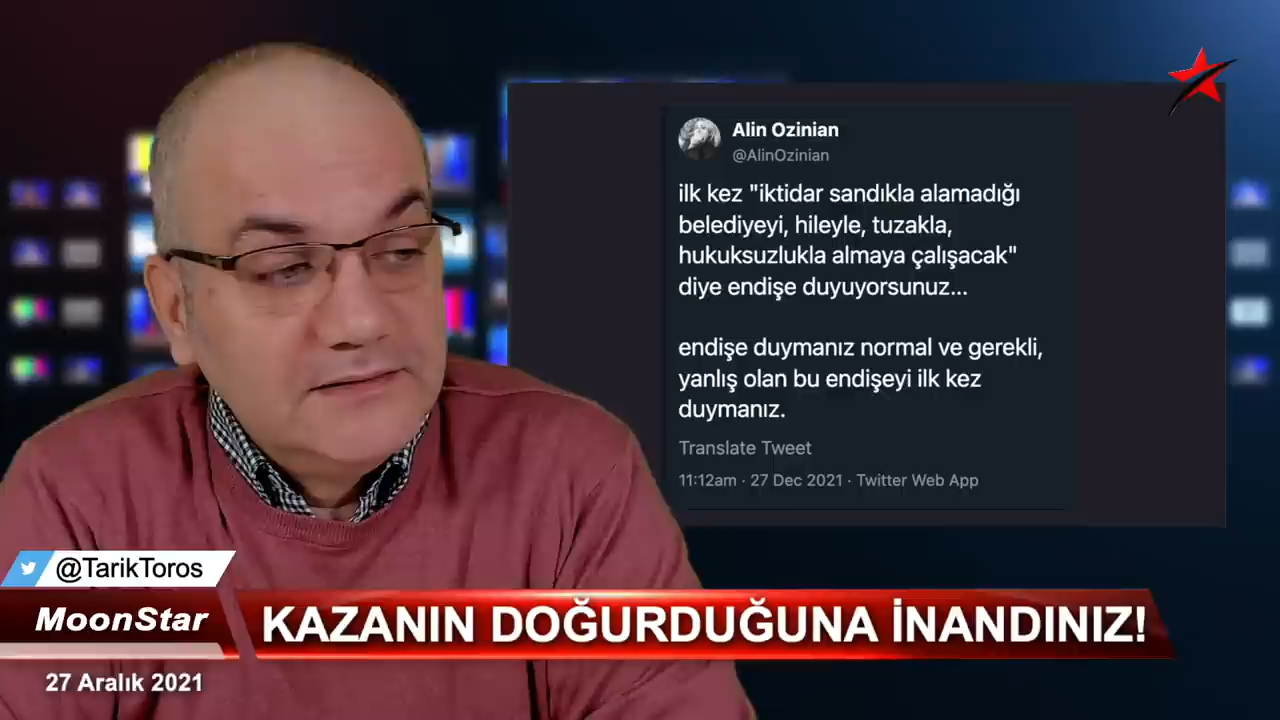 Alin Ozinian
@AlinOzinian
ilk kez "iktidar sandıkla alamadığı
belediyeyi, hileyle, tuzakla,
hukuksuzlukla almaya çalışacak"
diye endişe duyuyorsunuz...
endişe duymanız normal ve gerekli,
yanlış olan bu endişeyi ilk kez
duymanız.
Translate Tweet
11:12am · 27 Dec 2021 · Twitter Web App
@TarikToros
MoonStar
KAZANIN DOĞURDUĞUNA İNANDINIZ!
27 Aralık 2021